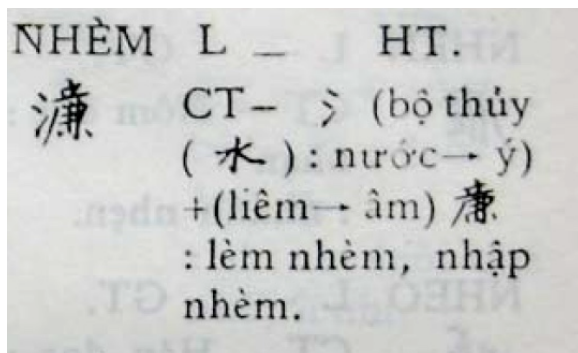 NHÈM L — HT.
濂 CT– 氵 (bộ thủy
( 水 ) : nước→ ý)
+(liêm→ âm) 廉
: lèm nhèm, nhập
nhèm.